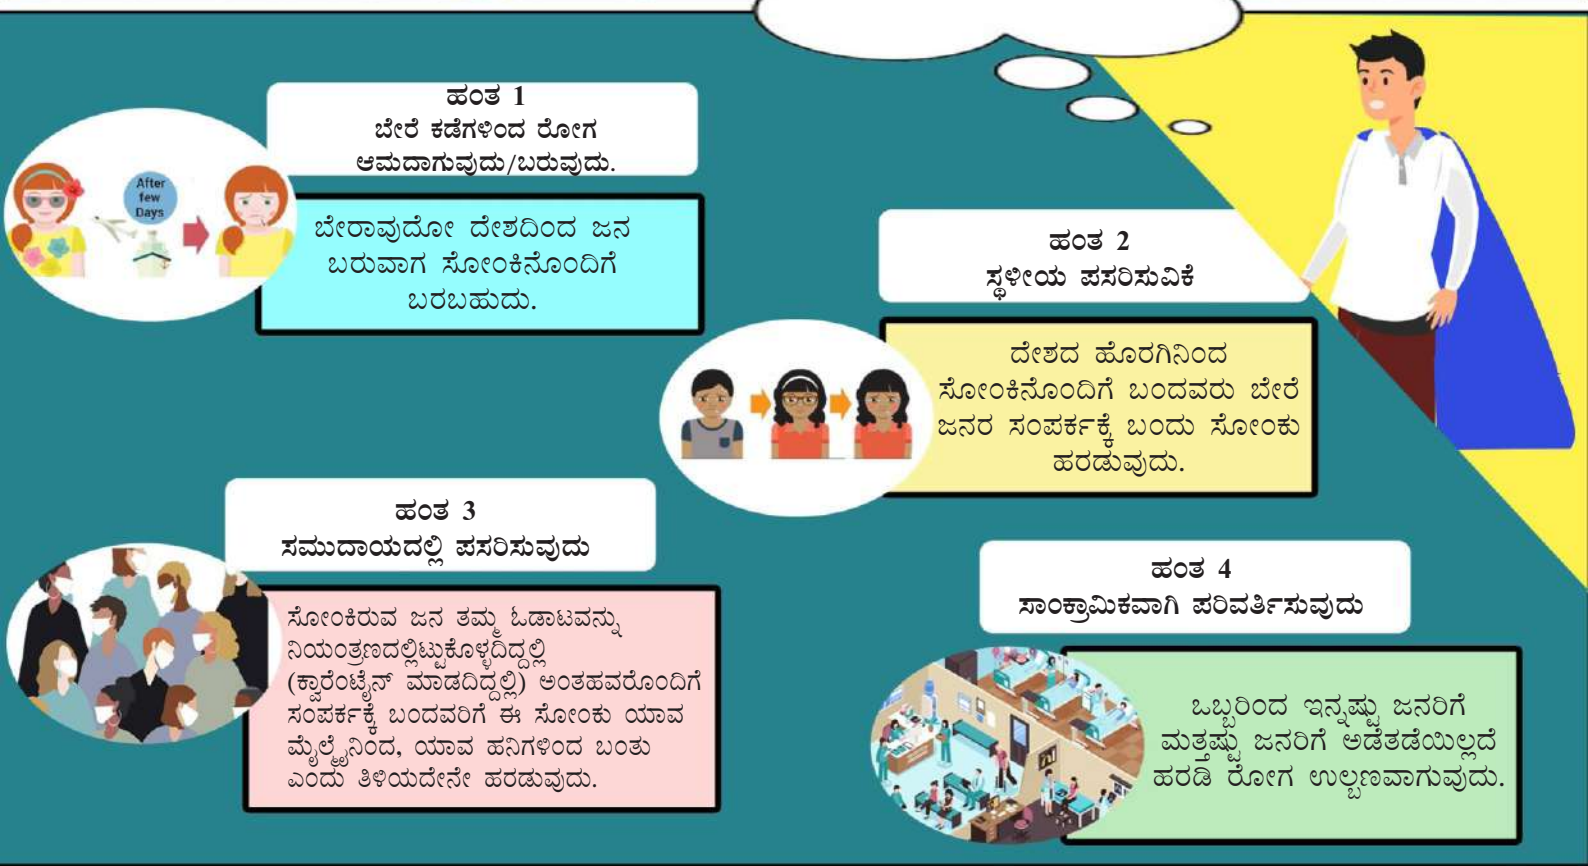 ಹಂತ 1
ಬೇರೆ ಕಡೆಗಳಿಂದ ರೋಗ
ಆಮದಾಗುವುದು/ಬರುವುದು.
After
few
Days
ಬೇರಾವುದೋ ದೇಶದಿಂದ ಜನ
ಬರುವಾಗ ಸೋಂಕಿನೊಂದಿಗೆ
ಬರಬಹುದು.
ಹಂತ 2
ಸ್ಥಳೀಯ ಪಸರಿಸುವಿಕೆ
ದೇಶದ ಹೊರಗಿನಿಂದ
ಸೋಂಕಿನೊಂದಿಗೆ ಬಂದವರು ಬೇರೆ
ಜನರ ಸಂಪರ್ಕಕ್ಕೆ ಬಂದು ಸೋಂಕು
ಹರಡುವುದು.
ಹಂತ 3
ಸಮುದಾಯದಲ್ಲಿ ಪಸರಿಸುವುದು
ಸೋಂಕಿರುವ ಜನ ತಮ್ಮ ಓಡಾಟವನ್ನು
ನಿಯಂತ್ರಣದಲ್ಲಿಟ್ಟುಕೊಳ್ಳದಿದ್ದಲ್ಲಿ
(ಕ್ವಾರೆಂಟೈನ್ ಮಾಡದಿದ್ದಲ್ಲಿ) ಅಂತಹವರೊಂದಿಗೆ
ಸಂಪರ್ಕಕ್ಕೆ ಬಂದವರಿಗೆ ಈ ಸೋಂಕು ಯಾವ
ಮೈಲ್ಮೈನಿಂದ, ಯಾವ ಹನಿಗಳಿಂದ ಬಂತು
ಎಂದು ತಿಳಿಯದೇನೇ ಹರಡುವುದು.
ಹಂತ 4
ಸಾಂಕ್ರಾಮಿಕವಾಗಿ ಪರಿವರ್ತಿಸುವುದು
ಒಬ್ಬರಿಂದ ಇನ್ನಷ್ಟು ಜನರಿಗೆ
ಮತ್ತಷ್ಟು ಜನರಿಗೆ ಅಡೆತಡೆಯಿಲ್ಲದೆ
ಹರಡಿ ರೋಗ ಉಲ್ಬಣವಾಗುವುದು.